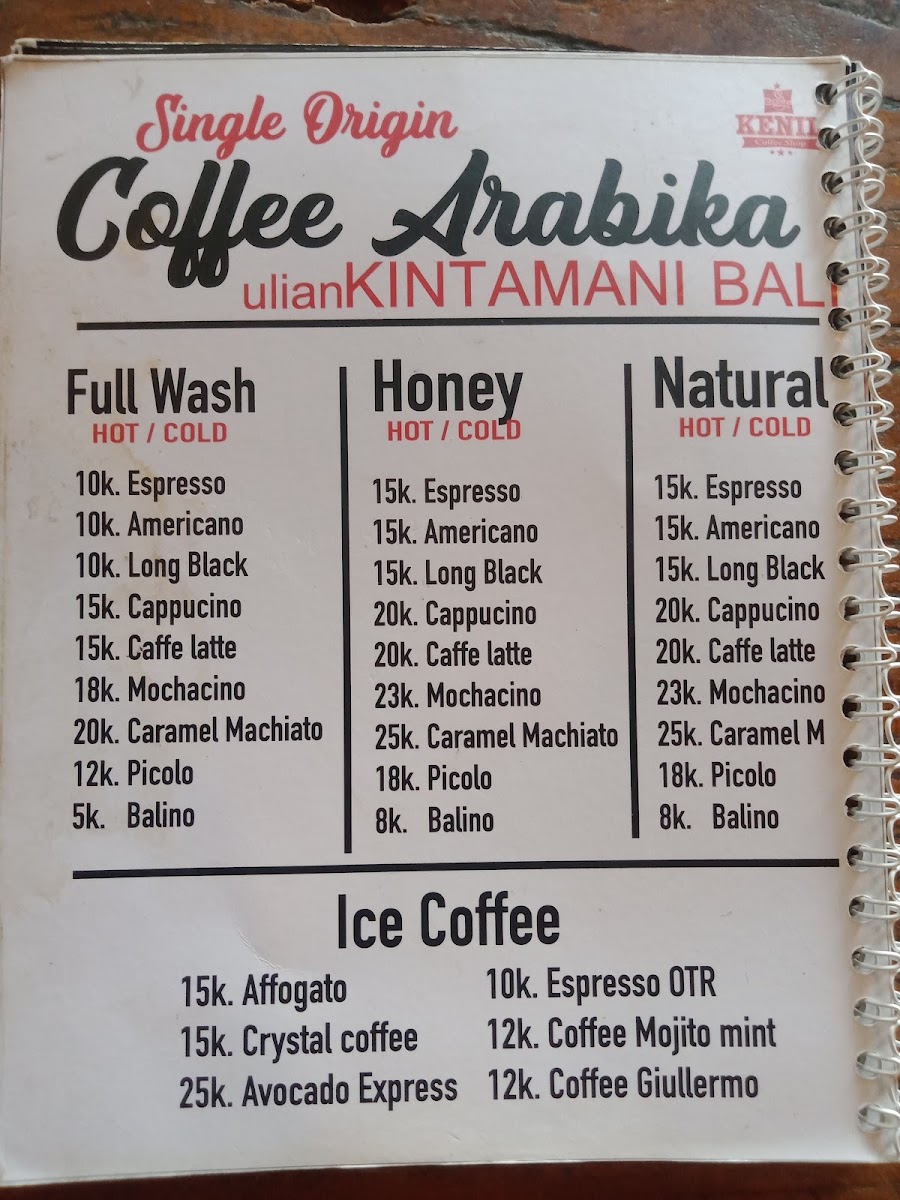 Single Origin
KENII
Coffee Shop
Coffee Arabika
ulianKINTAMANI BALI
Full Wash
HOT / COLD
10k. Espresso
10k. Americano
10k. Long Black
15k. Cappucino
15k. Caffe latte
18k. Mochacino
20k. Caramel Machiato
12k. Picolo
5k. Balino
Honey
HOT / COLD
15k. Espresso
15k. Americano
15k. Long Black
20k. Cappucino
20k. Caffe latte
23k. Mochacino
25k. Caramel Machiato
18k. Picolo
8k. Balino
Natural
HOT / COLD
15k. Espresso
15k. Americano
15k. Long Black
20k. Cappucino
20k. Caffe latte
23k. Mochacino
25k. Caramel M
18k. Picolo
8k. Balino
Ice Coffee
15k. Affogato
15k. Crystal coffee
25k. Avocado Express
10k. Espresso OTR
12k. Coffee Mojito mint
12k. Coffee Giullermo